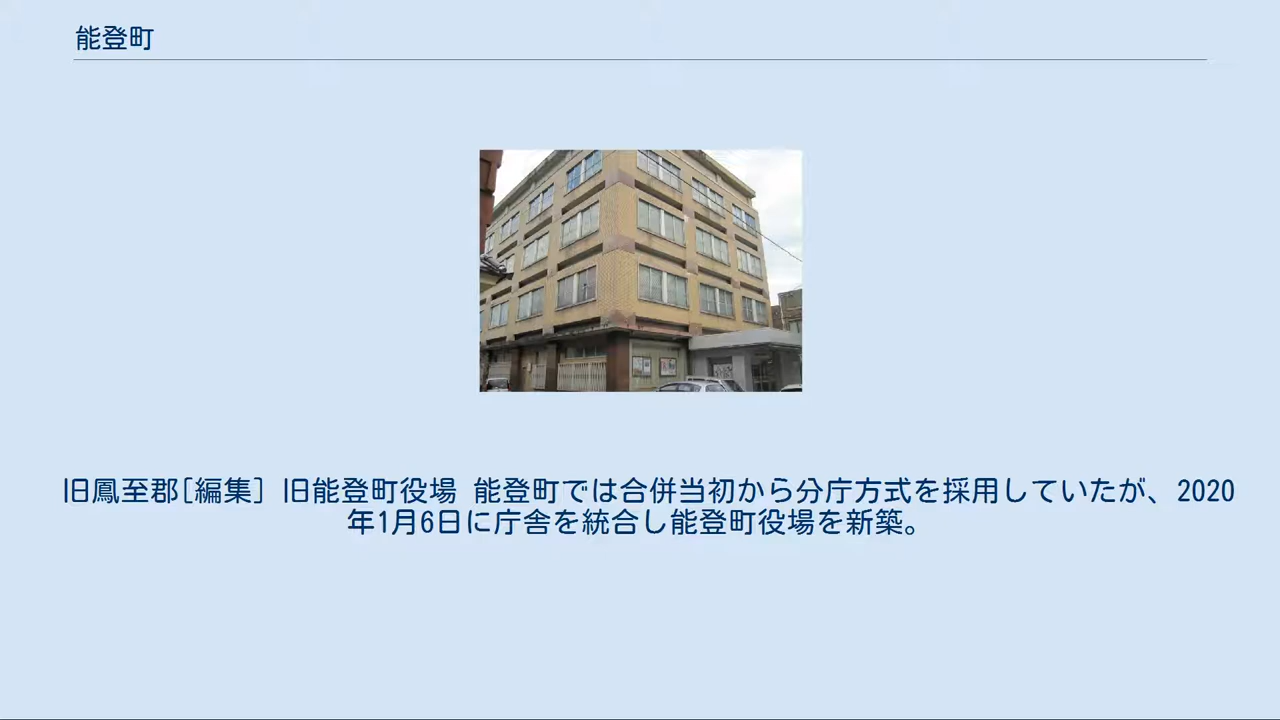 能登町
旧鳳至郡[編集] 旧能登町役場 能登町では合併当初から分庁方式を採用していたが、2020
年1月6日に庁舎を統合し能登町役場を新築。